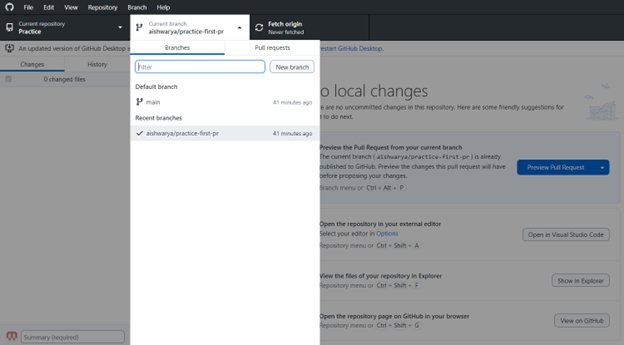 File Edit View Repository Branch Help
Current repository
Practice
Current branch
aishwarya/practice-first-pr
Fetch origin
Never fetched
An updated version of GitHub Desktop is
restart GitHub Desktop.
Changes History
0 changed files
Branches Pull requests
Filter
New branch
Default branch
main 41 minutes ago
Recent branches
aishwarya/practice-first-pr 41 minutes ago
o local changes
re are no uncommitted changes in this repository. Here are some friendly suggestions for
t to do next.
Preview the Pull Request from your current branch
The current branch ( aishwarya/practice-first-pr ) is already
published to GitHub. Preview the changes this pull request will have
before proposing your changes.
Branch menu or Ctrl + Alt + P
Preview Pull Request
Open the repository in your external editor
Select your editor in Options
Repository menu or Ctrl + Shift + A
Open in Visual Studio Code
View the files of your repository in Explorer
Repository menu or Ctrl + Shift + F
Show in Explorer
Open the repository page on GitHub in your browser
Repository menu or Ctrl + Shift + G
View on GitHub
Summary (required)